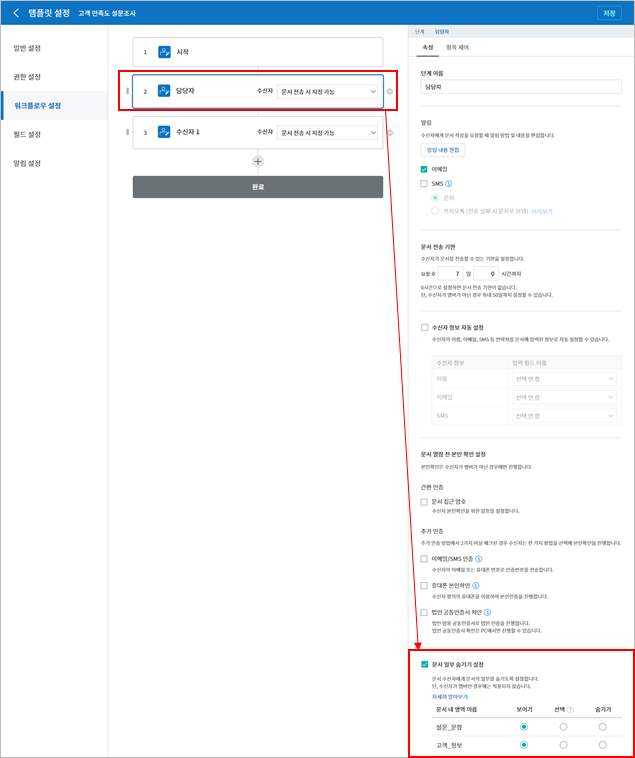 템플릿 설정 고객 만족도 설문조사
저장
일반 설정
권한 설정
워크플로우 설정
필드 설정
알림 설정
1 시작
2 담당자 수신자 문서 전송 시 지정 가능
3 수신자 1 수신자 문서 전송 시 지정 가능
완료
단계 담당자
속성 항목 제어
단계 이름
담당자
알림
수신자에게 문서 작성을 요청할 때 알림 방법 및 내용을 편집합니다.
알림 내용 편집
이메일
SMS
문자
카카오톡 (전송 실패 시 문자로 보냄) 미리보기
문서 전송 기한
수신자가 문서를 전송할 수 있는 기한을 설정합니다.
요청 후 7 일 0 시간까지
0시간으로 설정하면 문서 전송 기한이 없습니다.
단, 수신자가 멤버가 아닌 경우 최대 50일까지 설정할 수 있습니다.
수신자 정보 자동 설정
수신자의 이름, 이메일, SMS 등 연락처를 문서에 입력된 정보로 자동 설정할 수 있습니다.
수신자 정보 입력 필드 이름
이름 선택 안 함
이메일 선택 안 함
SMS 선택 안 함
문서 열람 전 본인 확인 설정
본인확인은 수신자가 멤버가 아닌 경우에만 진행합니다.
간편 인증
문서 접근 암호
수신자 본인확인을 위한 암호를 설정합니다.
추가 인증
추가 인증 방법에서 2가지 이상 체크된 경우 수신자는 한 가지 방법을 선택해 본인확인을 진행합니다.
이메일/SMS 인증
수신자의 이메일 또는 휴대폰 번호로 인증번호를 전송합니다.
휴대폰 본인확인
수신자 명의의 휴대폰을 이용하여 본인인증을 진행합니다.
법인 공동인증서 확인
법인 범용 공동인증서로 법인 인증을 진행합니다.
법인 공동인증서 확인은 PC에서만 진행할 수 있습니다.
문서 일부 숨기기 설정
문서 수신자에게 문서의 일부를 숨기도록 설정합니다.
단, 수신자가 멤버인 경우에는 적용되지 않습니다.
자세히 알아보기
문서 내 영역 이름 보이기 선택 숨기기
설문_문항
고객_정보